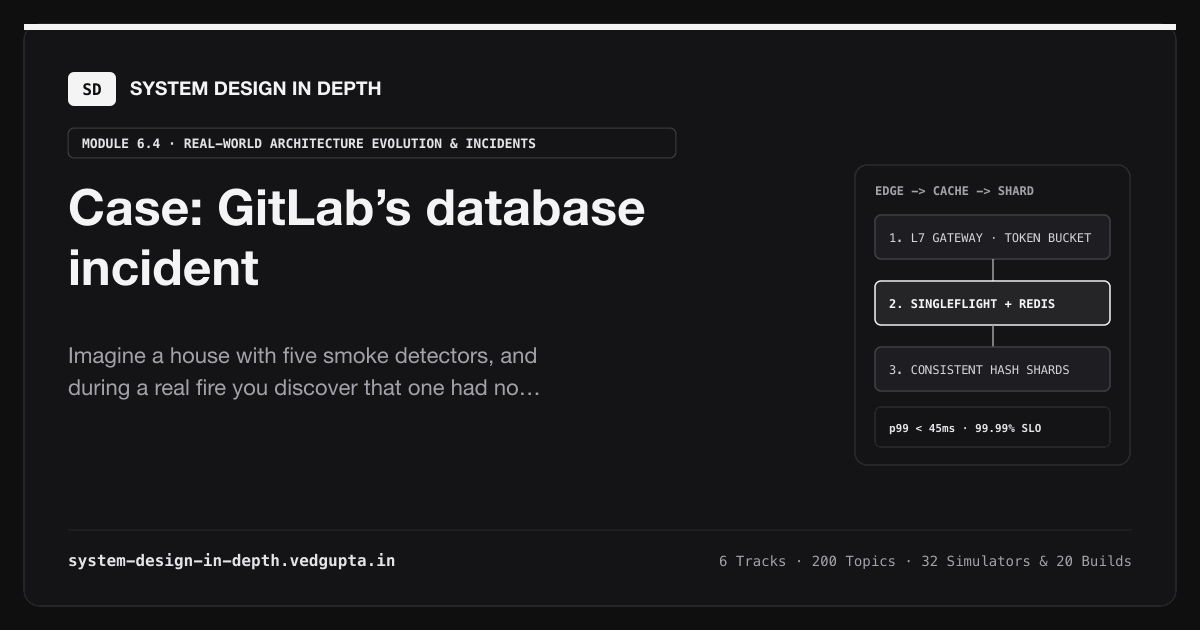 SD SYSTEM DESIGN IN DEPTH
MODULE 6.4 · REAL-WORLD ARCHITECTURE EVOLUTION & INCIDENTS
Case: GitLab’s database
incident
Imagine a house with five smoke detectors, and
during a real fire you discover that one had no…
EDGE -> CACHE -> SHARD
1. L7 GATEWAY · TOKEN BUCKET
2. SINGLEFLIGHT + REDIS
3. CONSISTENT HASH SHARDS
p99 < 45ms · 99.99% SLO
system-design-in-depth.vedgupta.in
6 Tracks · 200 Topics · 32 Simulators & 20 Builds